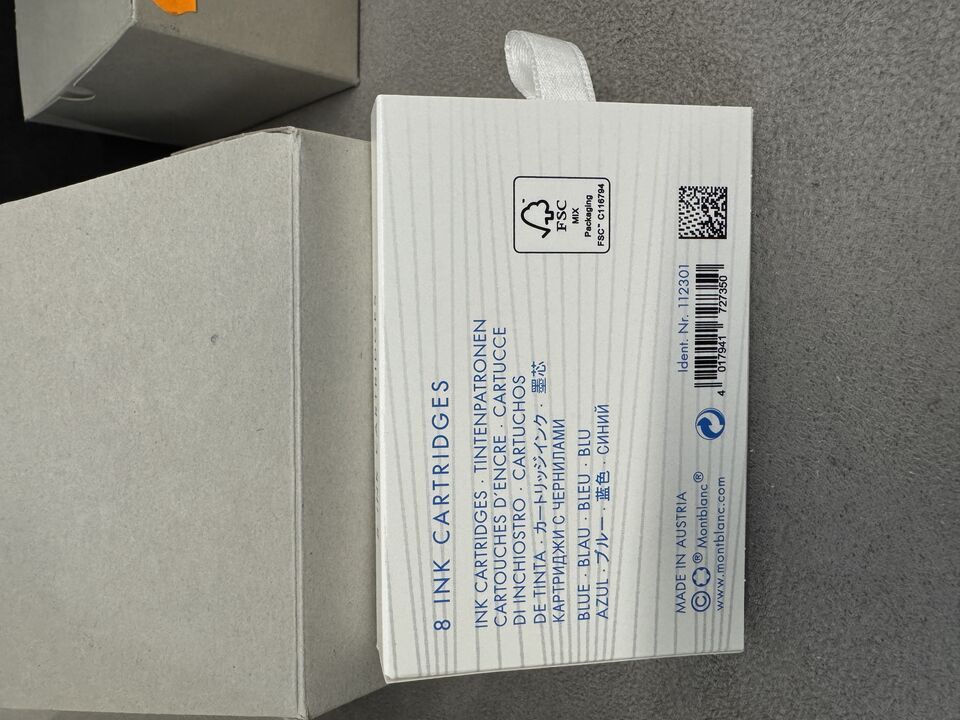 8 INK CARTRIDGES
INK CARTRIDGES · TINTENPATRONEN
CARTOUCHES D'ENCRE · CARTUCCE
DI INCHIOSTRO · CARTUCHOS
DE TINTA · カートリッジインク · 墨芯
КАРТРИДЖИ С ЧЕРНИЛАМИ
BLUE · BLAU · BLEU · BLU
AZUL · ブルー · 蓝色 · СИНИЙ
FSC
MIX
Packaging
FSC™ C116794
MADE IN AUSTRIA
© ® Montblanc®
www.montblanc.com
Ident. Nr. 112301
4 017941 727350